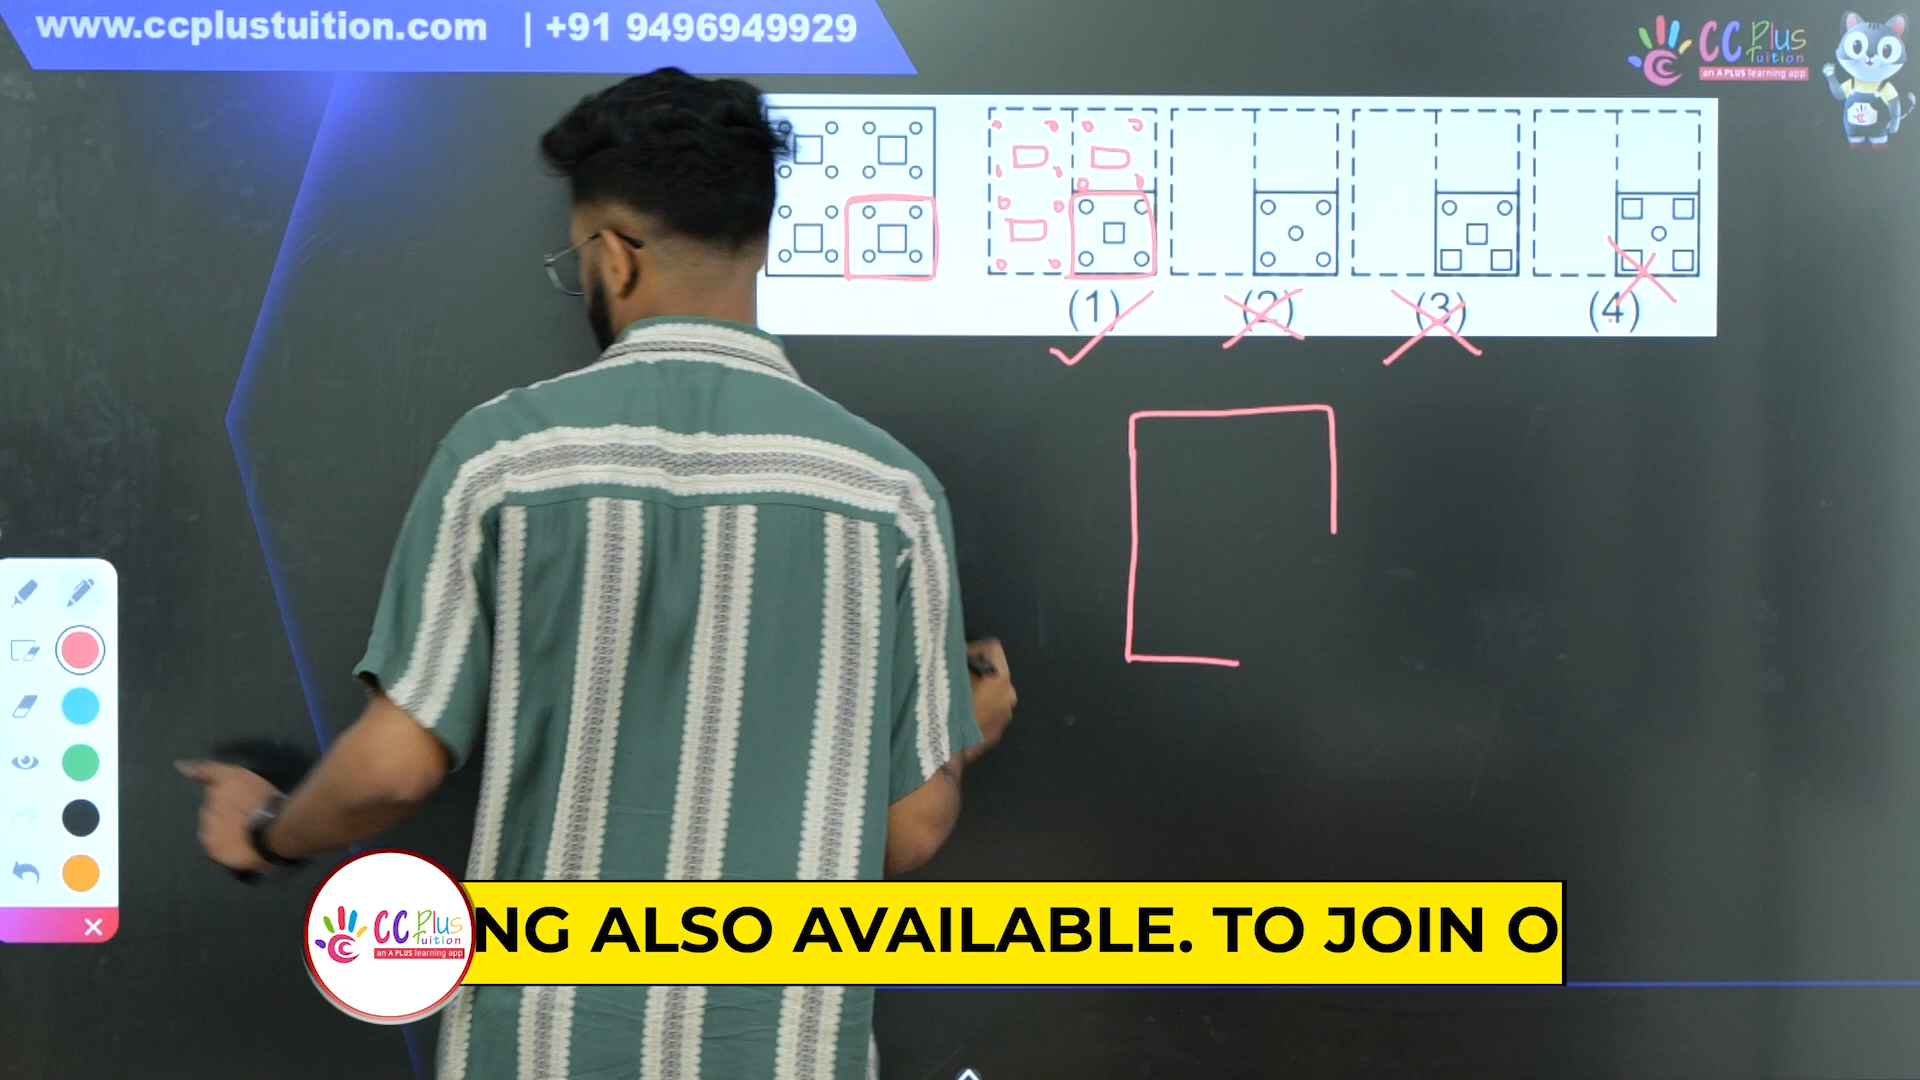 www.ccplustuition.com | +91 9496949929
CC Plus
Tuition
an A PLUS learning app
(1) (2) (3) (4)
CC Plus
Tuition
an A PLUS learning app
NG ALSO AVAILABLE. TO JOIN O